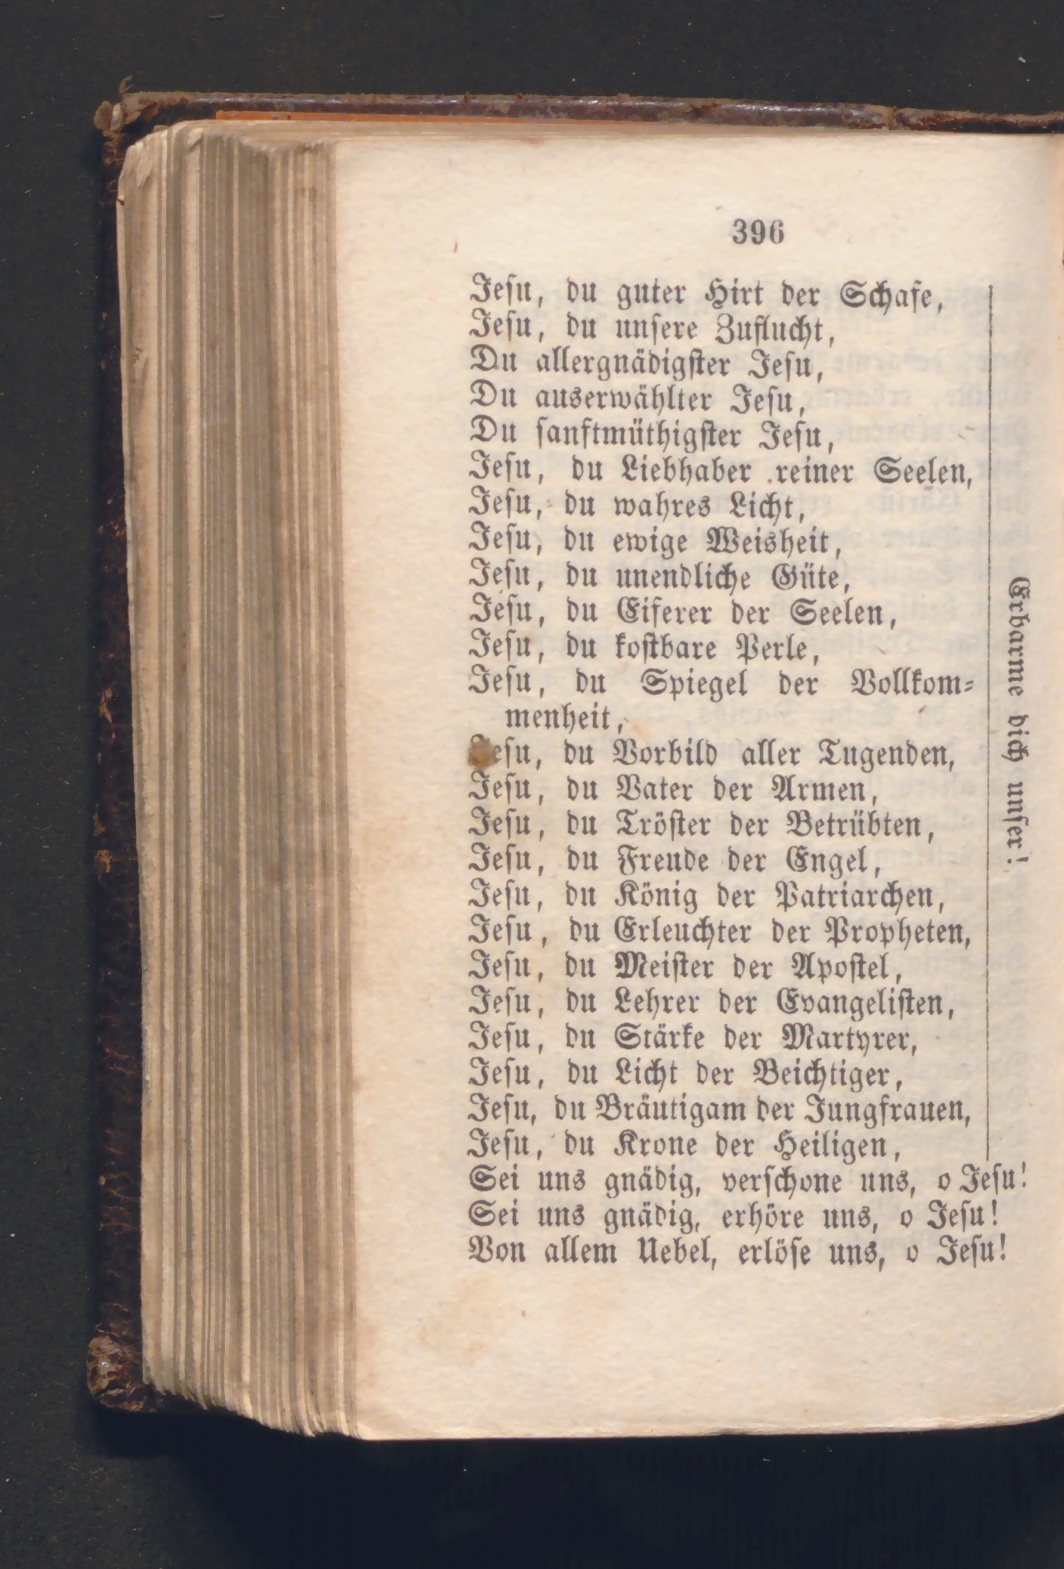 396
Jesu, du guter Hirt der Schafe,
Jesu, du unsere Zuflucht,
Du allergnädigster Jesu,
Du auserwählter Jesu,
Du sanftmüthigster Jesu,
Jesu, du Liebhaber reiner Seelen,
Jesu, du wahres Licht,
Jesu, du ewige Weisheit,
Jesu, du unendliche Güte,
Jesu, du Eiferer der Seelen,
Jesu, du kostbare Perle,
Jesu, du Spiegel der Vollkom-
menheit,
Jesu, du Vorbild aller Tugenden,
Jesu, du Vater der Armen,
Jesu, du Tröster der Betrübten,
Jesu, du Freude der Engel,
Jesu, du König der Patriarchen,
Jesu, du Erleuchter der Propheten,
Jesu, du Meister der Apostel,
Jesu, du Lehrer der Evangelisten,
Jesu, du Stärke der Martyrer,
Jesu, du Licht der Beichtiger,
Jesu, du Bräutigam der Jungfrauen,
Jesu, du Krone der Heiligen,
Erbarme dich unser!
Sei uns gnädig, verschone uns, o Jesu!
Sei uns gnädig, erhöre uns, o Jesu!
Von allem Uebel, erlöse uns, o Jesu!